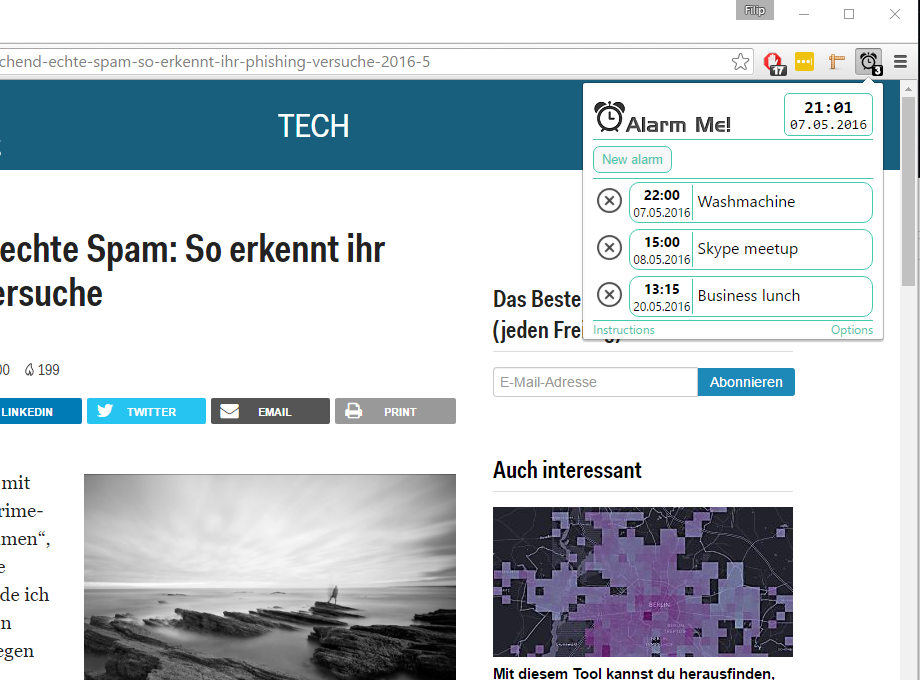 Filip
chend-echte-spam-so-erkennt-ihr-phishing-versuche-2016-5
17
3
TECH
Alarm Me!
21:01
07.05.2016
New alarm
22:00
07.05.2016
Washmachine
15:00
08.05.2016
Skype meetup
13:15
20.05.2016
Business lunch
Instructions
Options
echte Spam: So erkennt ihr
ersuche
199
LINKEDIN
TWITTER
EMAIL
PRINT
mit
rime-
men“,
e
de ich
n
egen
Das Beste
(jeden Frei
E-Mail-Adresse
Abonnieren
Auch interessant
BERLIN
Mit diesem Tool kannst du herausfinden,